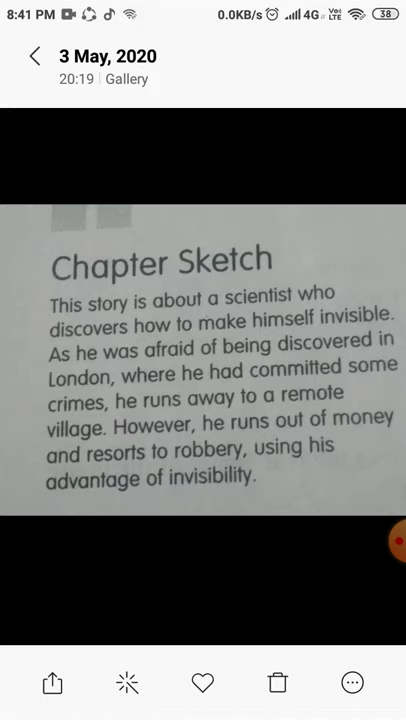 8:41 PM 0.0KB/s 4G Vo) LTE 38
3 May, 2020
20:19 Gallery
Chapter Sketch
This story is about a scientist who
discovers how to make himself invisible.
As he was afraid of being discovered in
London, where he had committed some
crimes, he runs away to a remote
village. However, he runs out of money
and resorts to robbery, using his
advantage of invisibility.